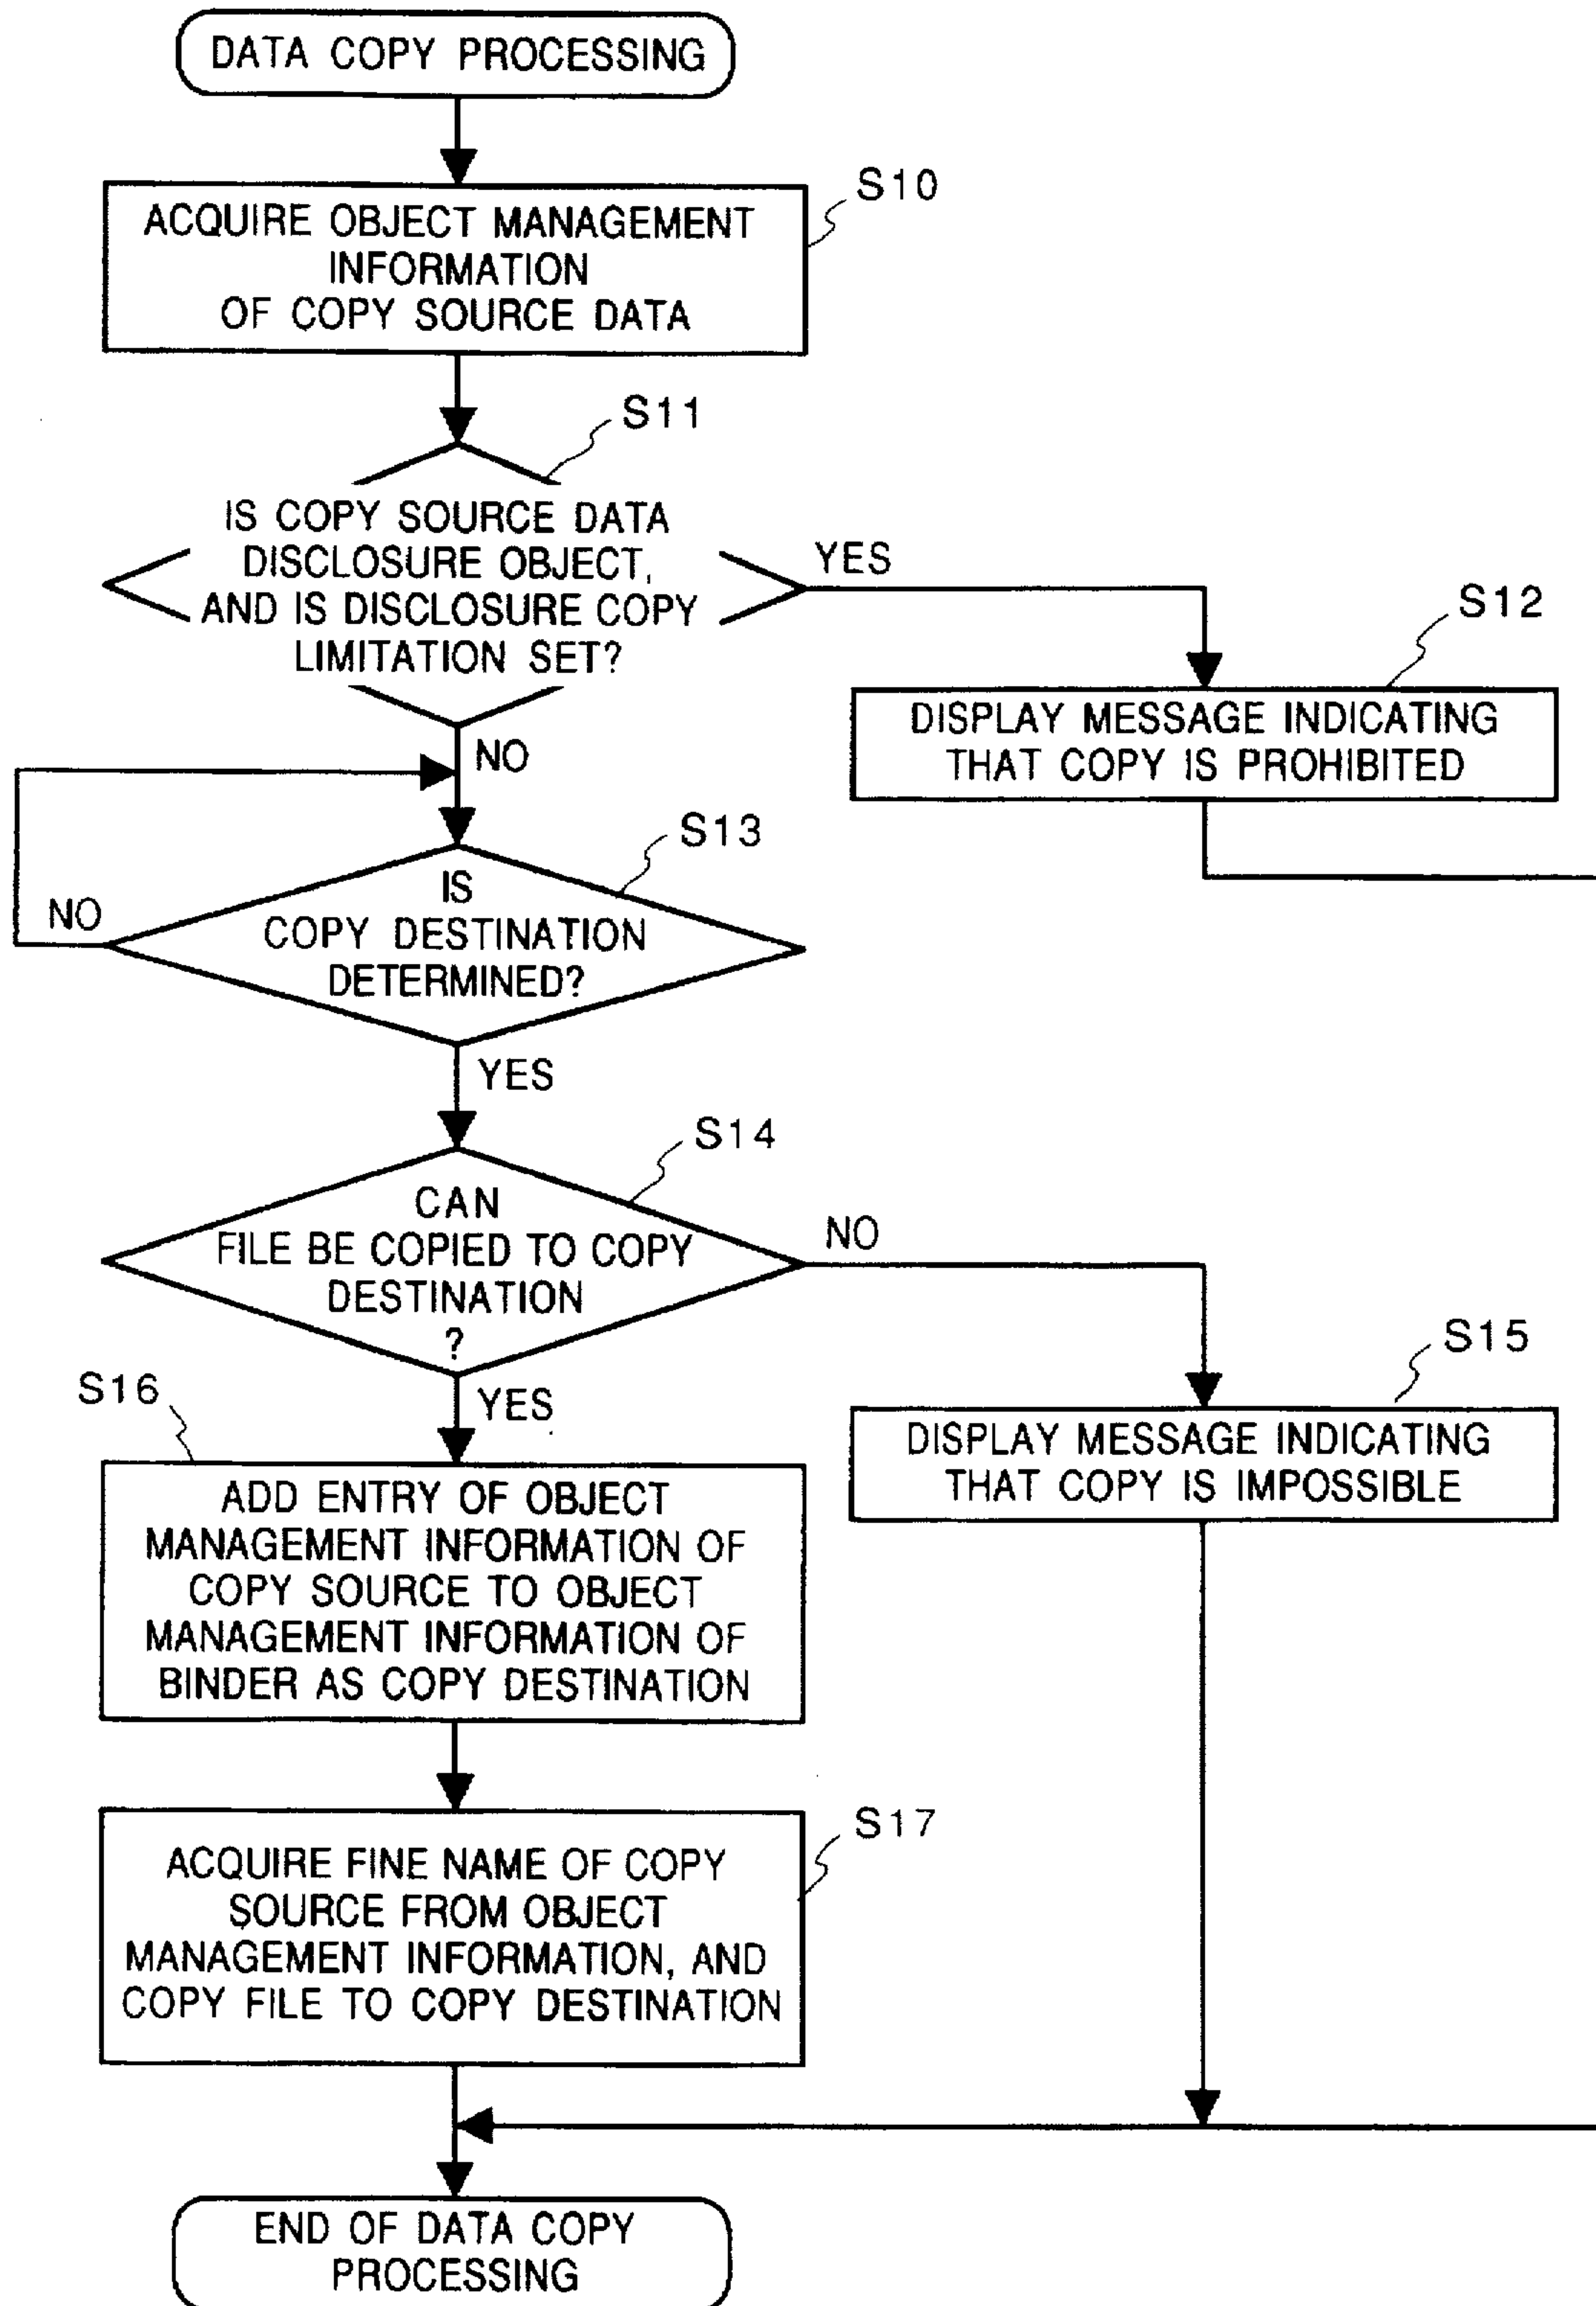 DATA COPY PROCESSING
S10
ACQUIRE OBJECT MANAGEMENT
INFORMATION
OF COPY SOURCE DATA
S11
IS COPY SOURCE DATA
DISCLOSURE OBJECT,
AND IS DISCLOSURE COPY
LIMITATION SET?
YES
NO
S12
DISPLAY MESSAGE INDICATING
THAT COPY IS PROHIBITED
S13
IS
COPY DESTINATION
DETERMINED?
NO
YES
S14
CAN
FILE BE COPIED TO COPY
DESTINATION
?
NO
YES
S15
DISPLAY MESSAGE INDICATING
THAT COPY IS IMPOSSIBLE
S16
ADD ENTRY OF OBJECT
MANAGEMENT INFORMATION OF
COPY SOURCE TO OBJECT
MANAGEMENT INFORMATION OF
BINDER AS COPY DESTINATION
S17
ACQUIRE FINE NAME OF COPY
SOURCE FROM OBJECT
MANAGEMENT INFORMATION, AND
COPY FILE TO COPY DESTINATION
END OF DATA COPY
PROCESSING